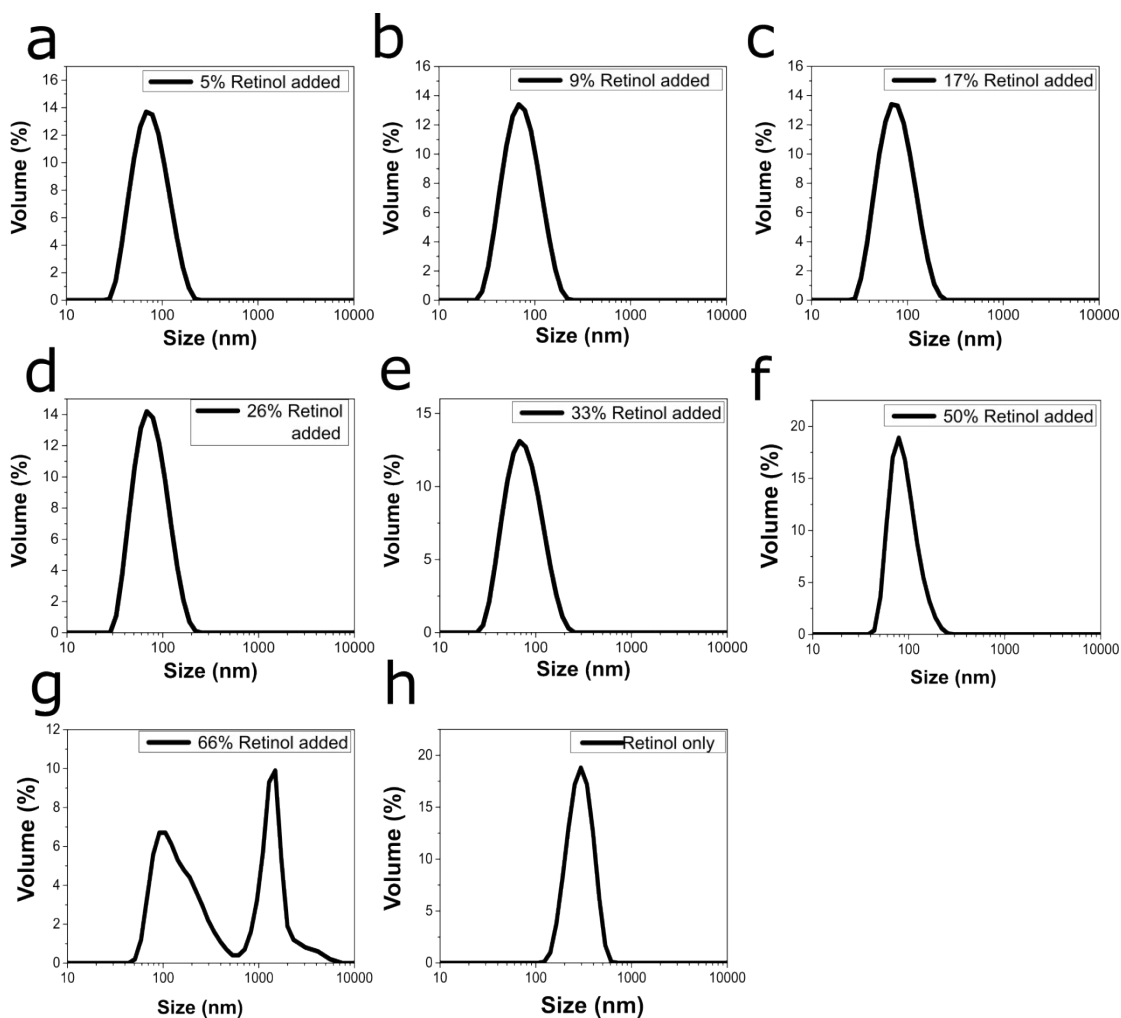 a
5% Retinol added
Volume (%)
16
14
12
10
8
6
4
2
0
10 100 1000 10000
Size (nm)
b
9% Retinol added
Volume (%)
16
14
12
10
8
6
4
2
0
10 100 1000 10000
Size (nm)
c
17% Retinol added
Volume (%)
16
14
12
10
8
6
4
2
0
10 100 1000 10000
Size (nm)
d
26% Retinol
added
Volume (%)
14
12
10
8
6
4
2
0
10 100 1000 10000
Size (nm)
e
33% Retinol added
Volume (%)
15
10
5
0
10 100 1000 10000
Size (nm)
f
50% Retinol added
Volume (%)
20
15
10
5
0
10 100 1000 10000
Size (nm)
g
66% Retinol added
Volume (%)
12
10
8
6
4
2
0
10 100 1000 10000
Size (nm)
h
Retinol only
Volume (%)
20
15
10
5
0
10 100 1000 10000
Size (nm)